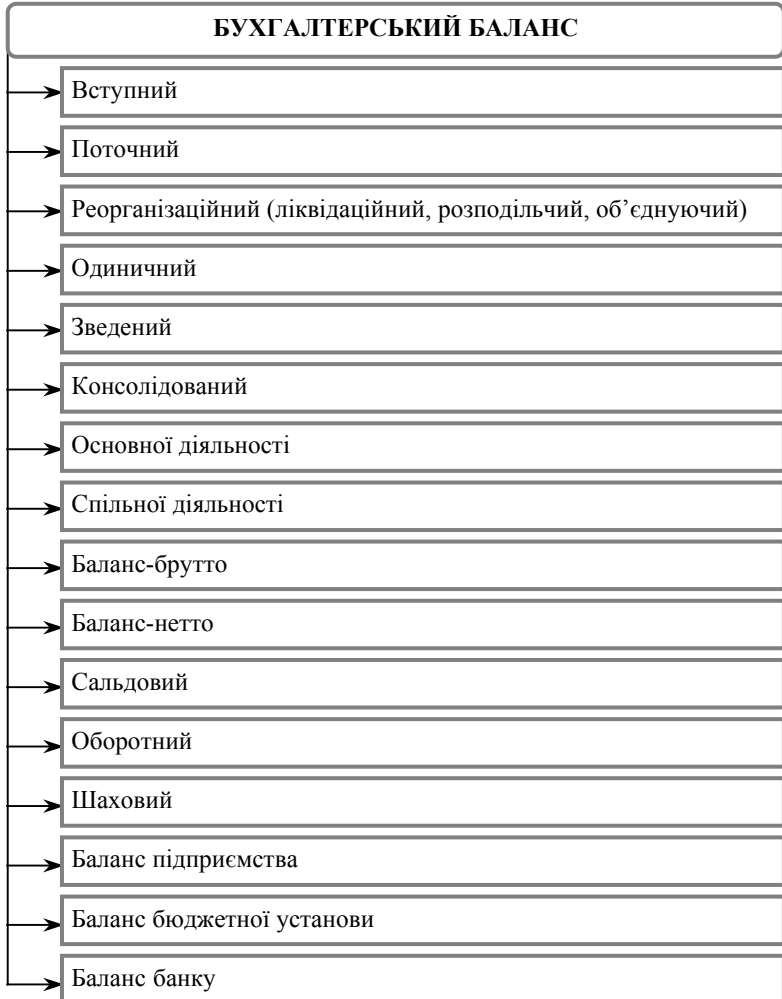 БУХГАЛТЕРСЬКИЙ БАЛАНС
Вступний
Поточний
Реорганізаційний (ліквідаційний, розподільчий, об’єднуючий)
Одиничний
Зведений
Консолідований
Основної діяльності
Спільної діяльності
Баланс-брутто
Баланс-нетто
Сальдовий
Оборотний
Шаховий
Баланс підприємства
Баланс бюджетної установи
Баланс банку